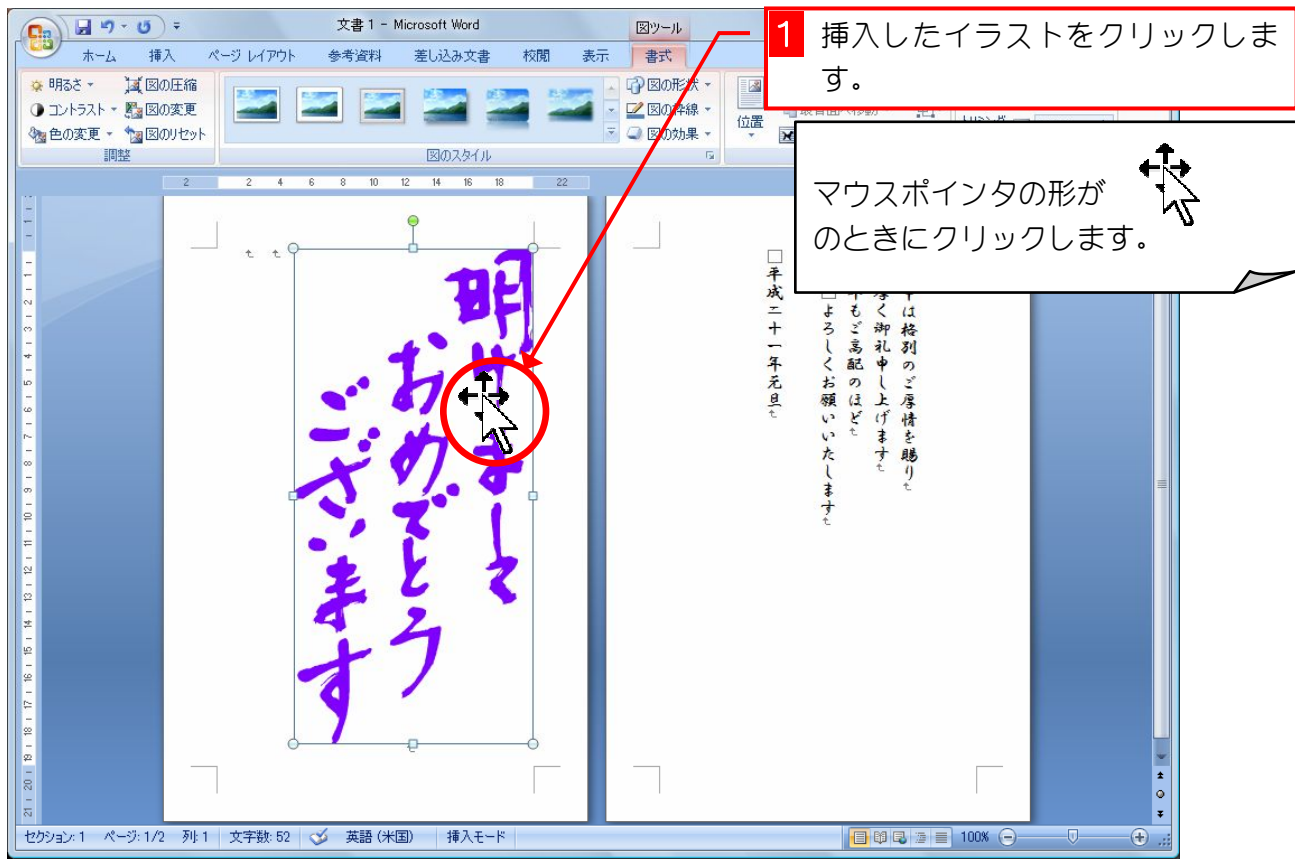 文書 1 - Microsoft Word
図ツール
ホーム 挿入 ページ レイアウト 参考資料 差し込み文書 校閲 表示 書式
1 挿入したイラストをクリックしま
す。
明るさ
コントラスト
色の変更
図の圧縮
図の変更
図のリセット
調整
図のスタイル
図の形状
図の枠線
図の効果
位置
マウスポインタの形が
のときにクリックします。
2 2 4 6 8 10 12 14 16 18 22
明けまして
おめでとう
ございます
は格別のご厚情を賜り
く御礼申し上げます
もご高配のほど
よろしくお願いいたします
平成二十一年元旦
セクション: 1 ページ: 1/2 列: 1 文字数: 52 英語 (米国) 挿入モード 100%